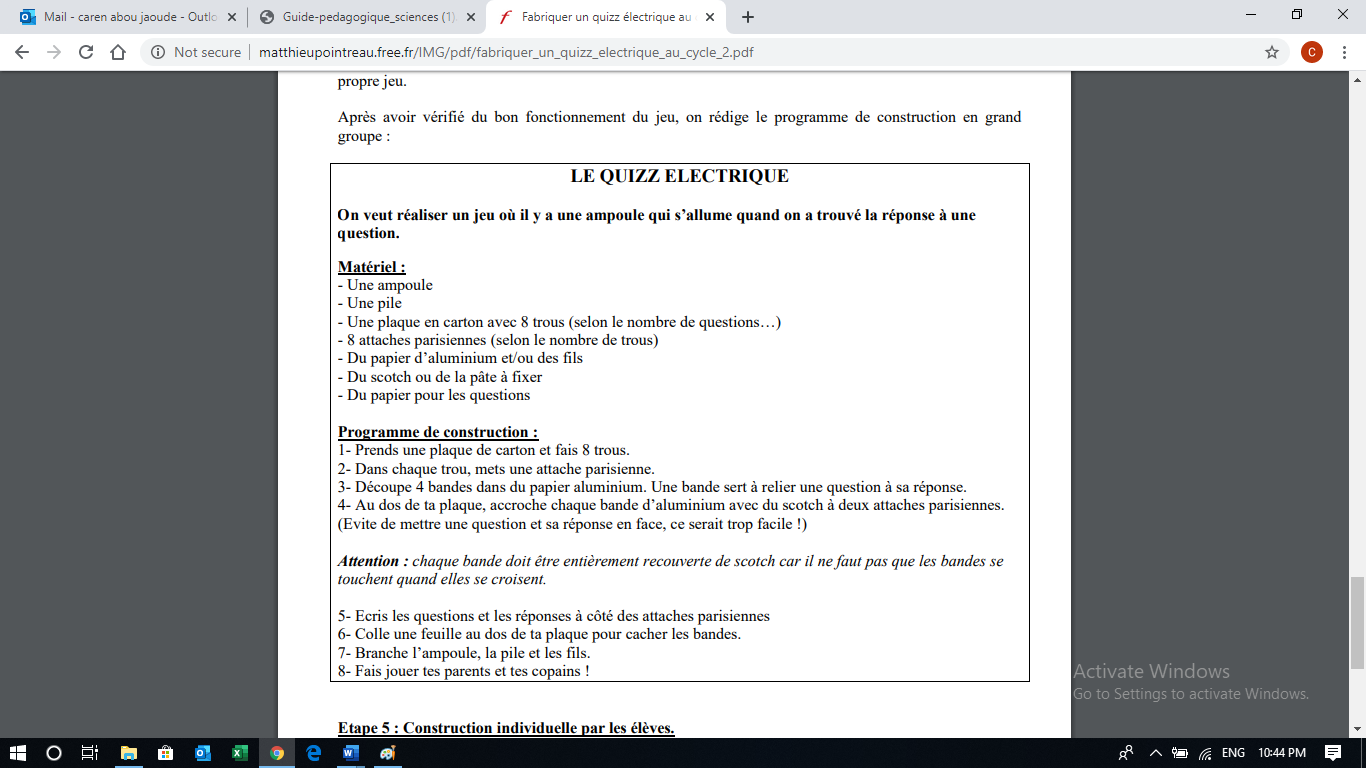 Mail - caren abou jaoude - Outlo
Guide-pedagogique_sciences (1).
Fabriquer un quizz électrique au
Not secure
matthieupointreau.free.fr/IMG/pdf/fabriquer_un_quizz_electrique_au_cycle_2.pdf
C
propre jeu.
Après avoir vérifié du bon fonctionnement du jeu, on rédige le programme de construction en grand
groupe :
LE QUIZZ ELECTRIQUE
On veut réaliser un jeu où il y a une ampoule qui s’allume quand on a trouvé la réponse à une
question.
Matériel :
- Une ampoule
- Une pile
- Une plaque en carton avec 8 trous (selon le nombre de questions…)
- 8 attaches parisiennes (selon le nombre de trous)
- Du papier d’aluminium et/ou des fils
- Du scotch ou de la pâte à fixer
- Du papier pour les questions
Programme de construction :
1- Prends une plaque de carton et fais 8 trous.
2- Dans chaque trou, mets une attache parisienne.
3- Découpe 4 bandes dans du papier aluminium. Une bande sert à relier une question à sa réponse.
4- Au dos de ta plaque, accroche chaque bande d’aluminium avec du scotch à deux attaches parisiennes.
(Evite de mettre une question et sa réponse en face, ce serait trop facile !)
Attention : chaque bande doit être entièrement recouverte de scotch car il ne faut pas que les bandes se
touchent quand elles se croisent.
5- Ecris les questions et les réponses à côté des attaches parisiennes
6- Colle une feuille au dos de ta plaque pour cacher les bandes.
7- Branche l’ampoule, la pile et les fils.
8- Fais jouer tes parents et tes copains !
Etape 5 : Construction individuelle par les élèves.
Activate Windows
Go to Settings to activate Windows.
ENG
10:44 PM